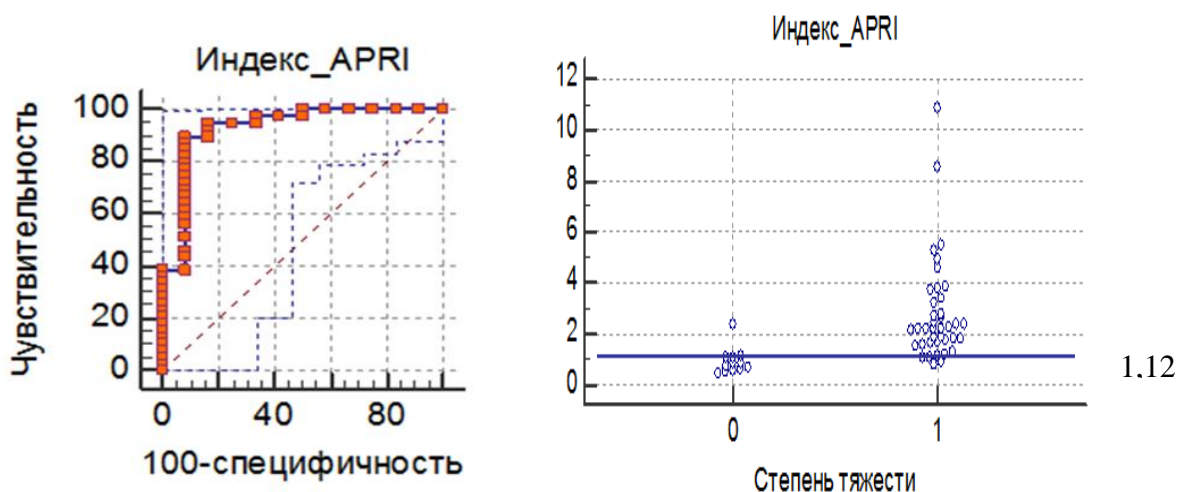 Индекс_APRI
Чувствительность
100
80
60
40
20
0
0 40 80
100-специфичность
Индекс_APRI
12
10
8
6
4
2
0
0 1
Степень тяжести
1,12